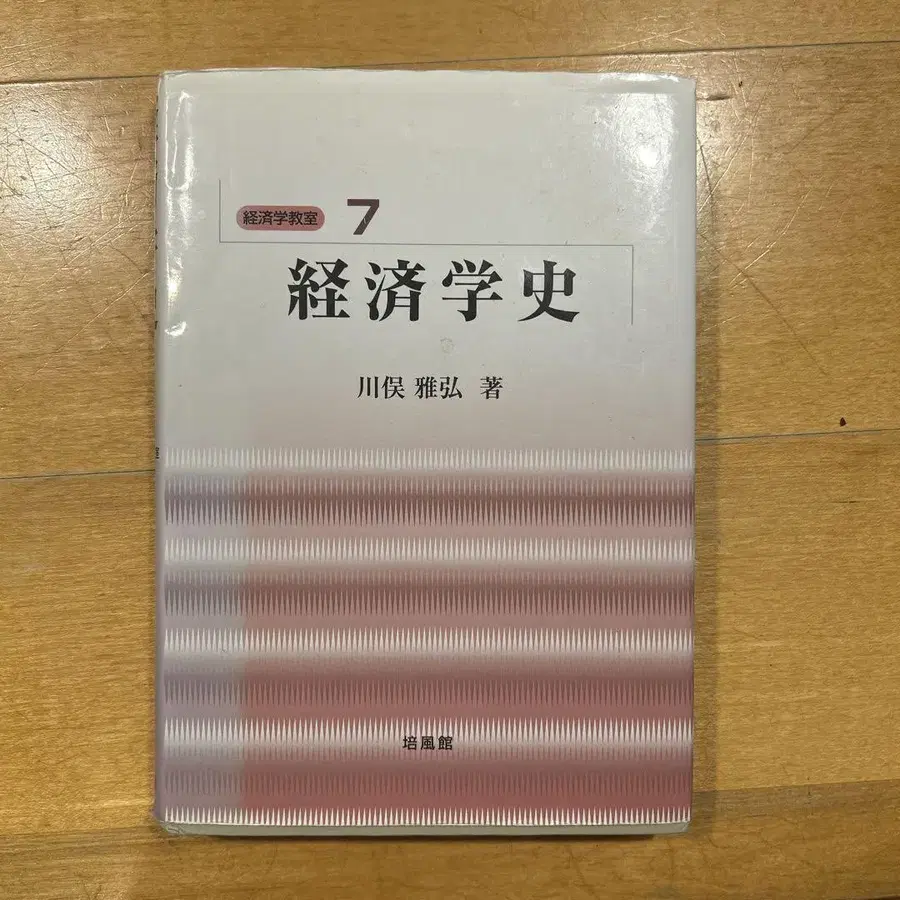 経済学教室 7
経済学史
川俣 雅弘 著
培風館